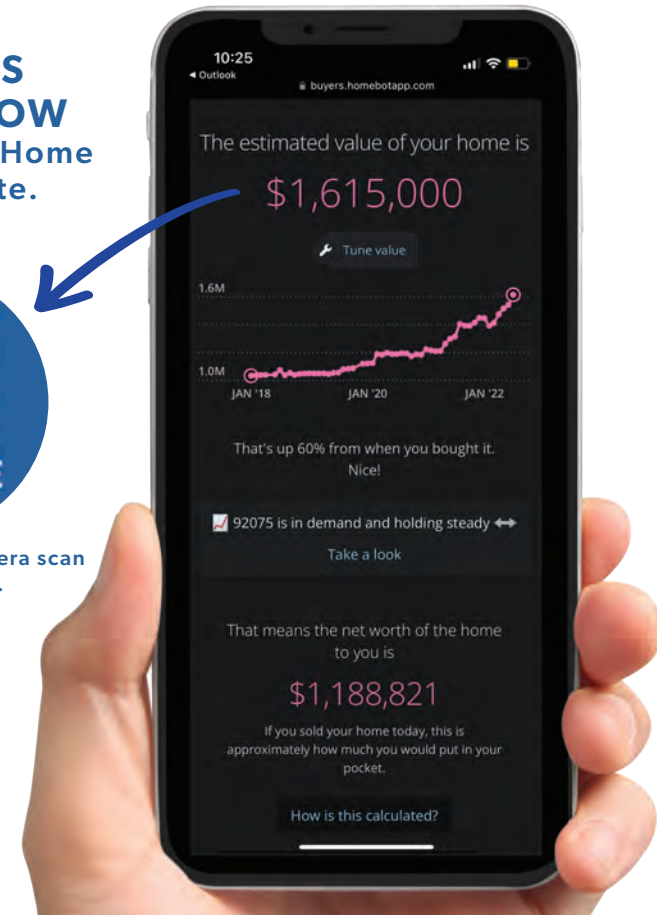 S
OW
Home
te.
era scan
.
10:25
◄ Outlook
buyers.homebotapp.com
The estimated value of your home is
$1,615,000
Tune value
1.6M
1.0M
JAN '18 JAN '20 JAN '22
That's up 60% from when you bought it.
Nice!
92075 is in demand and holding steady
Take a look
That means the net worth of the home
to you is
$1,188,821
If you sold your home today, this is
approximately how much you would put in your
pocket.
How is this calculated?